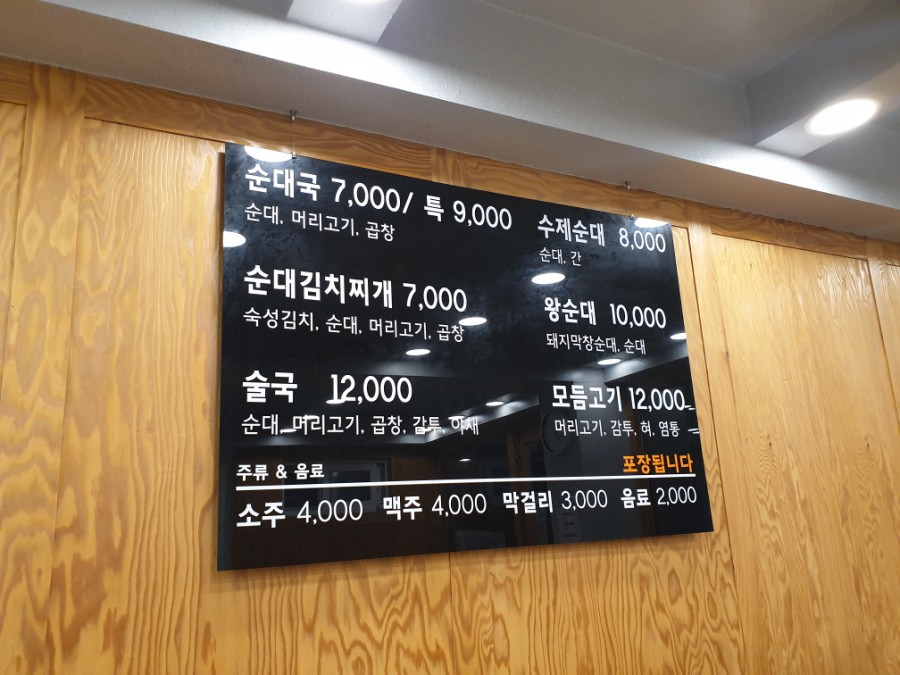 순대국 7,000/ 특 9,000
순대, 머리고기, 곱창
순대김치찌개 7,000
숙성김치, 순대, 머리고기, 곱창
술국 12,000
순대, 머리고기, 곱창, 감투, 야채
수제순대 8,000
순대, 간
왕순대 10,000
돼지막창순대, 순대
모듬고기 12,000
머리고기, 감투, 혀, 염통
포장됩니다
주류 & 음료
소주 4,000 맥주 4,000 막걸리 3,000 음료 2,000